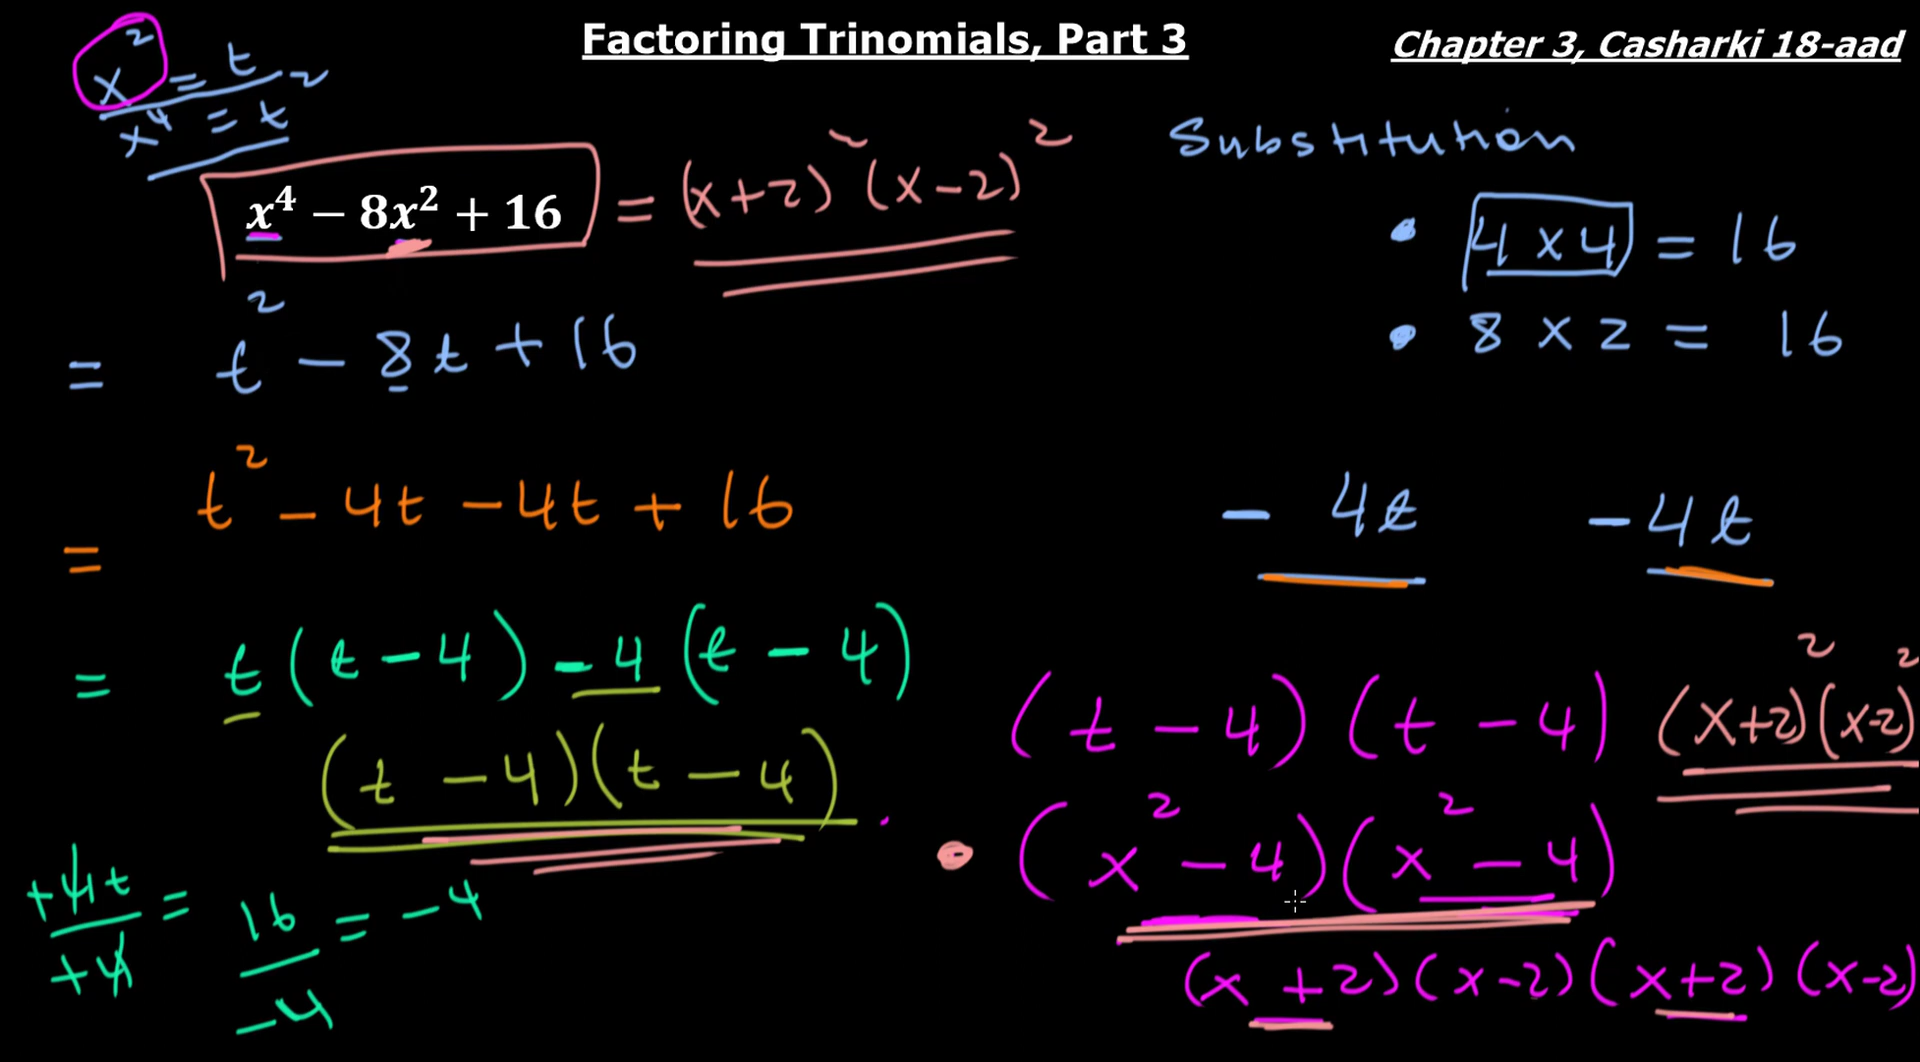 Factoring Trinomials, Part 3
Chapter 3, Casharki 18-aad
x² = t
x⁴ = t²
x⁴ − 8x² + 16 = (x+2)² (x−2)²
Substitution
• 4 x 4 = 16
• 8 x 2 = 16
= t² − 8t + 16
= t² − 4t − 4t + 16
− 4t − 4t
= t(t−4) −4(t−4)
(t−4)(t−4)
(t−4)(t−4) (x+2)²(x-2)²
• (x²−4)(x²−4)
(x+2)(x−2)(x+2)(x−2)
+4t/+4 = 16/−4 = −4